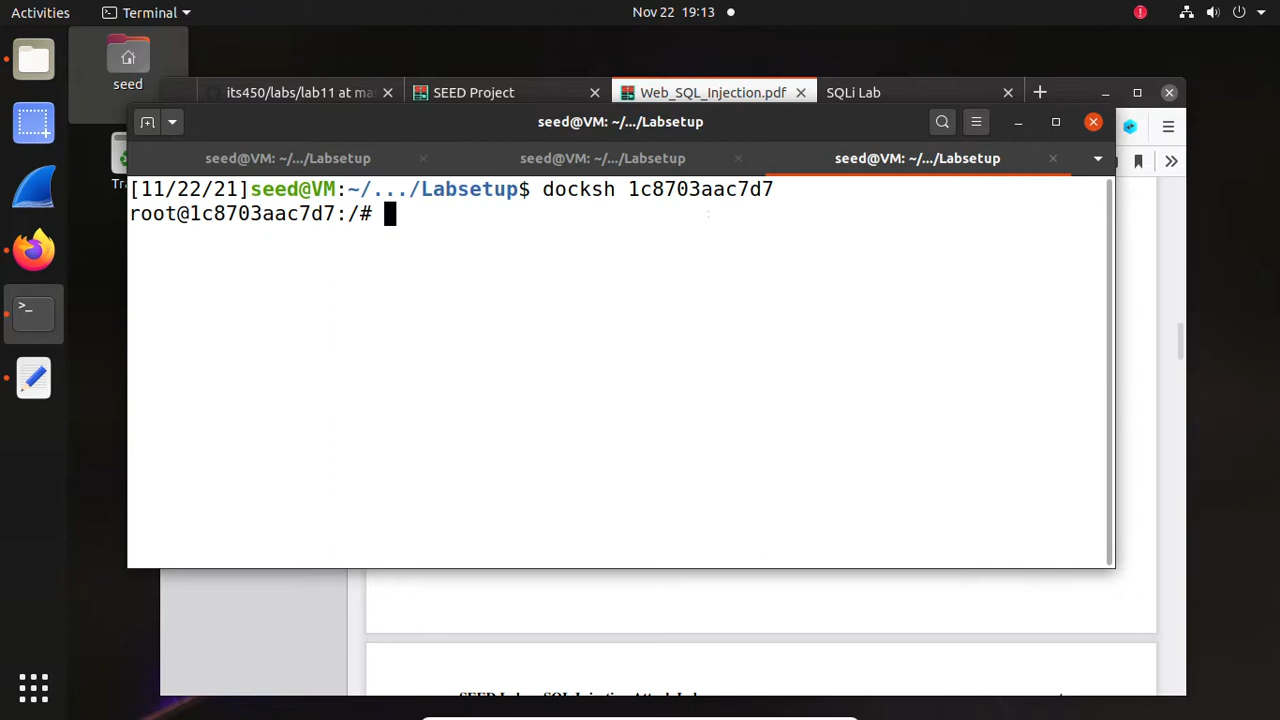 Activities Terminal Nov 22 19:13
seed
its450/labs/lab11 at ma SEED Project Web_SQL_Injection.pdf SQLi Lab
seed@VM: ~/.../Labsetup
seed@VM: ~/.../Labsetup seed@VM: ~/.../Labsetup seed@VM: ~/.../Labsetup
[11/22/21]seed@VM:~/.../Labsetup$ docksh 1c8703aac7d7
root@1c8703aac7d7:/#